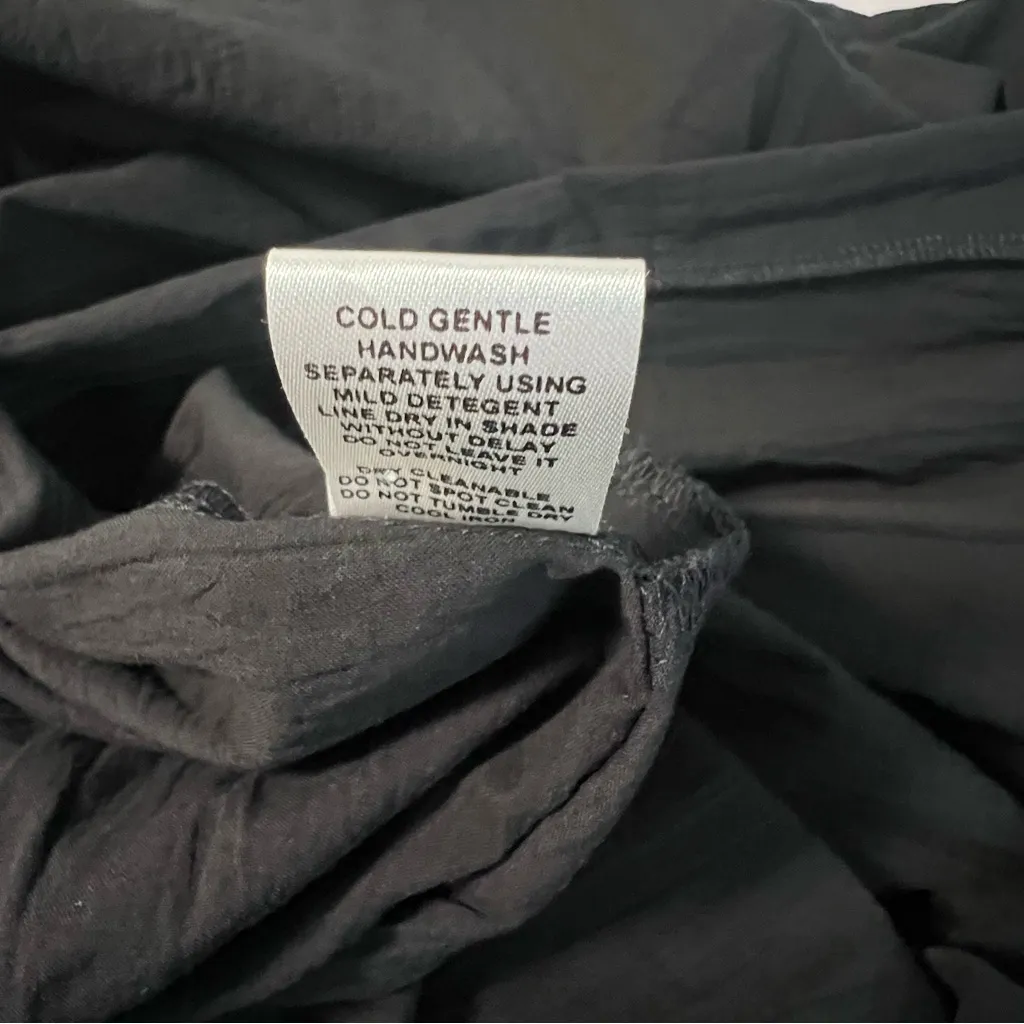 COLD GENTLE
HANDWASH
SEPARATELY USING
MILD DETEGENT
LINE DRY IN SHADE
WITHOUT DELAY
DO NOT LEAVE IT
OVERNIGHT
DRY CLEANABLE
DO NOT SPOT CLEAN
DO NOT TUMBLE DRY
COOL IRON